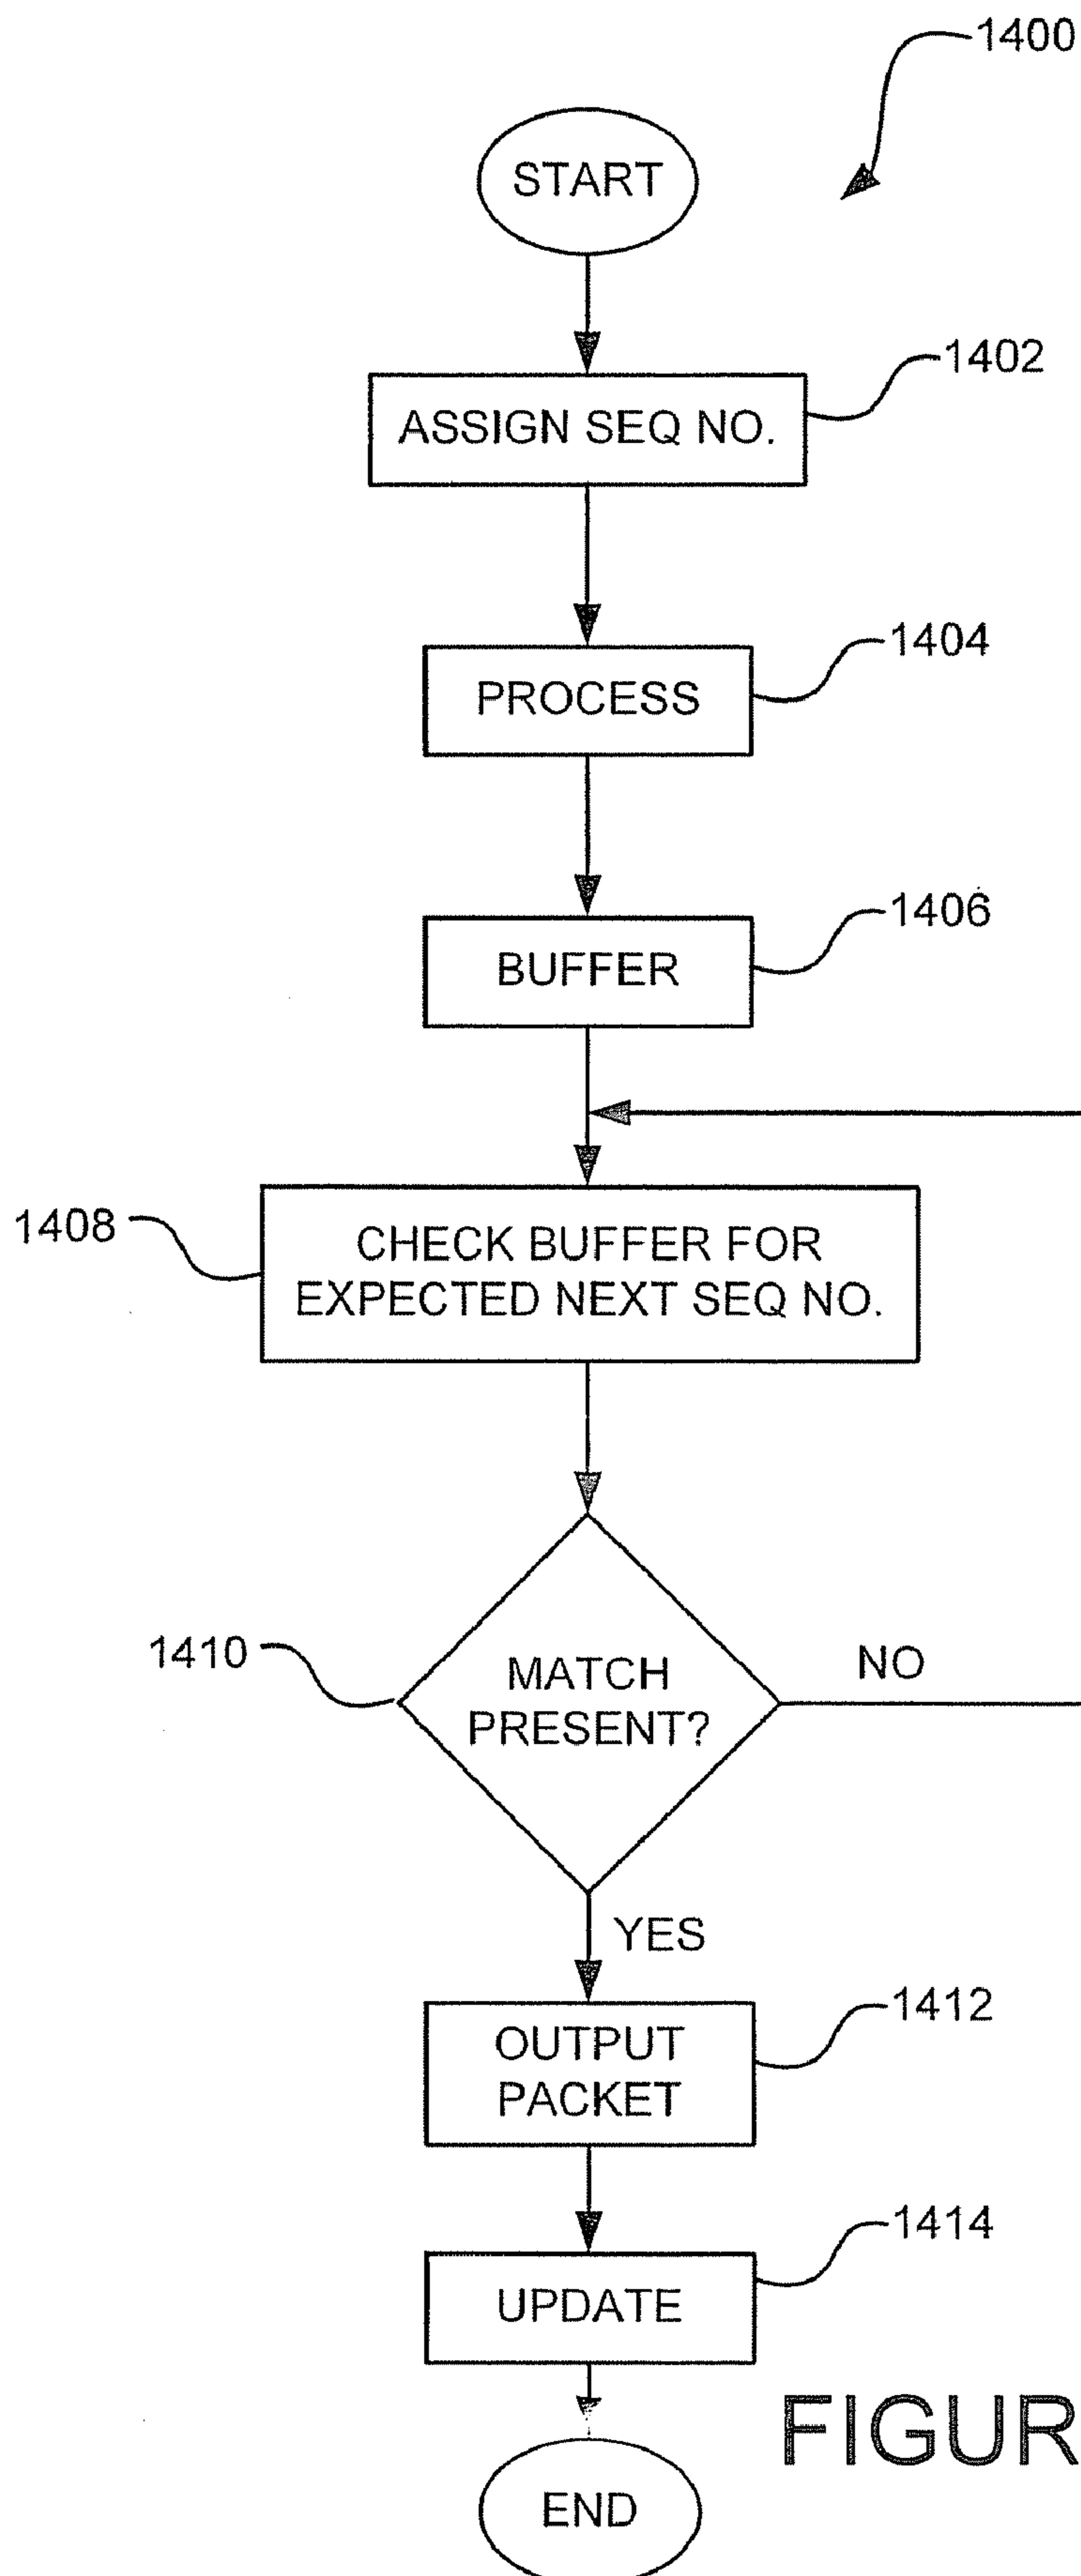 1400
START
1402
ASSIGN SEQ NO.
1404
PROCESS
1406
BUFFER
1408
CHECK BUFFER FOR
EXPECTED NEXT SEQ NO.
1410
MATCH
PRESENT?
NO
YES
1412
OUTPUT
PACKET
1414
UPDATE
FIGUR
END